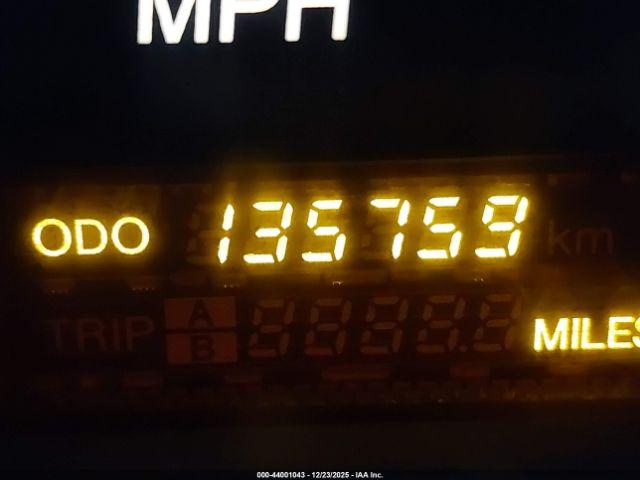 MPH
ODO 135759 km
TRIP A
B
MILES
000-44001043 - 12/23/2025 - IAA Inc.